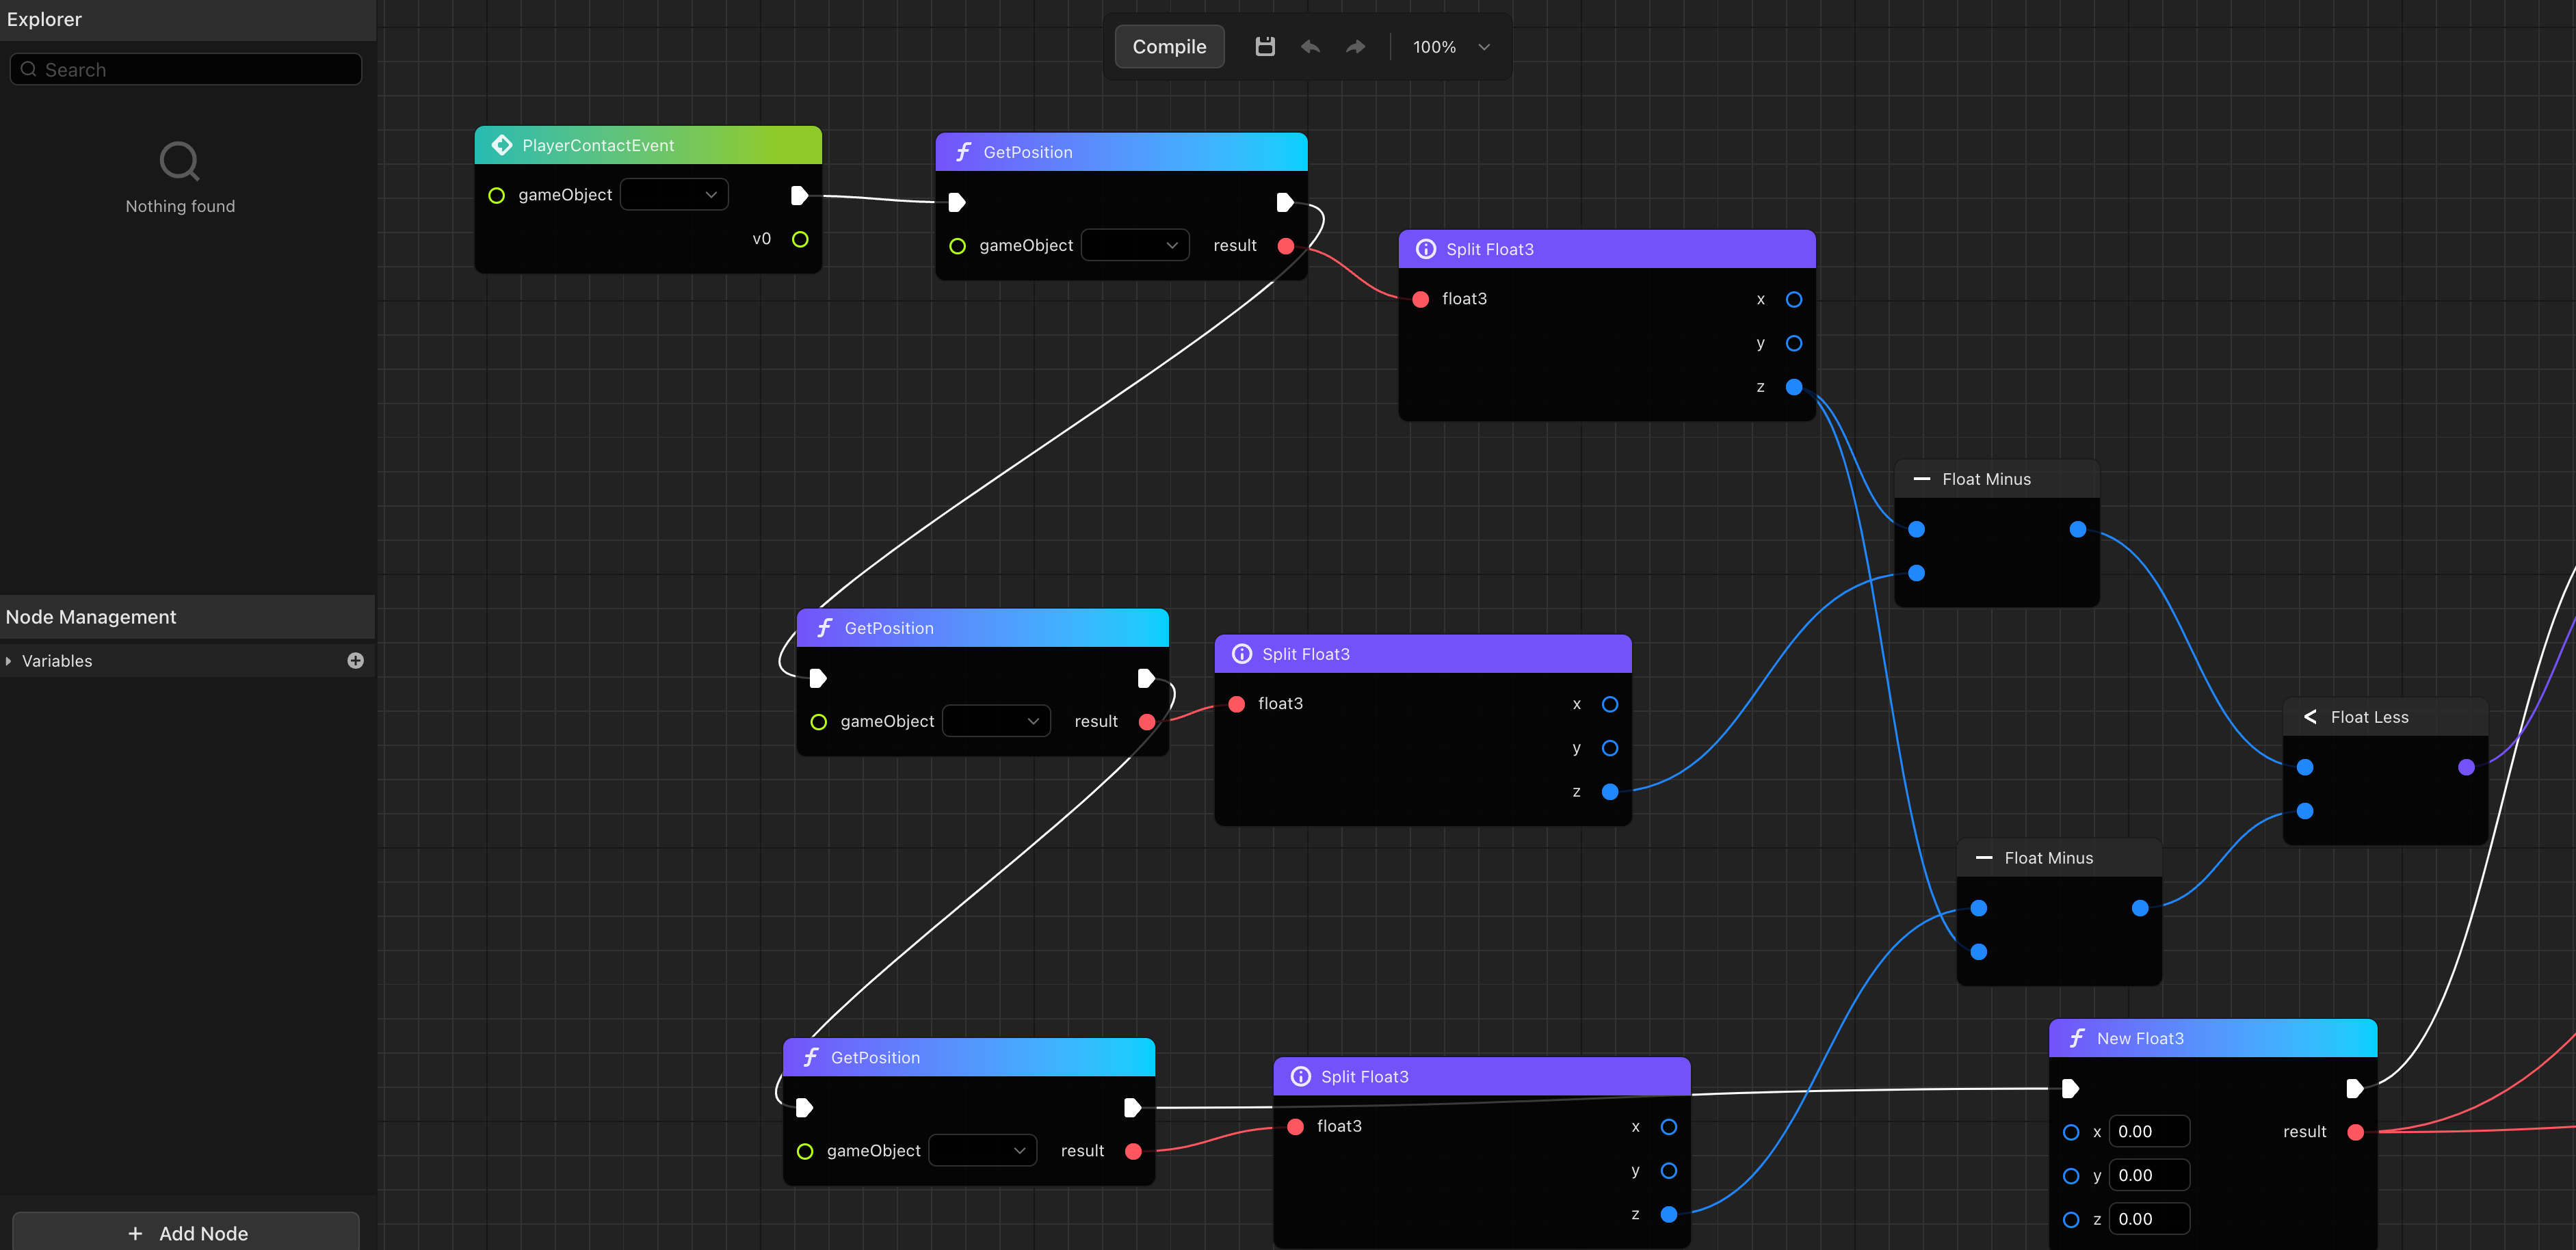 Explorer
Search
Nothing found
Node Management
Variables
Add Node
Compile
100%
PlayerContactEvent
gameObject
v0
GetPosition
gameObject
result
Split Float3
float3
x
y
z
Float Minus
GetPosition
gameObject
result
Split Float3
float3
x
y
z
Float Less
Float Minus
GetPosition
gameObject
result
Split Float3
float3
x
y
z
New Float3
x 0.00
result
y 0.00
z 0.00